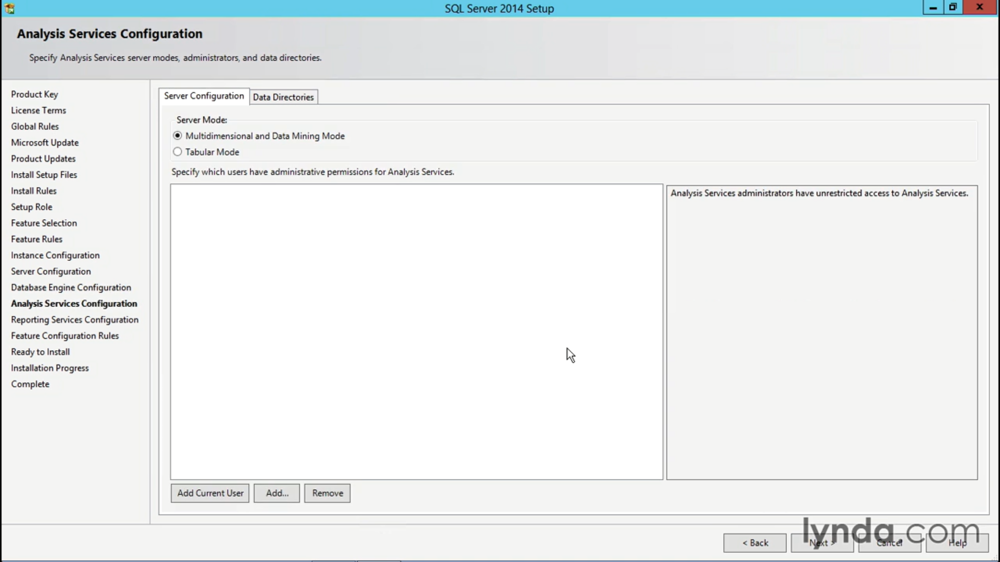 SQL Server 2014 Setup
Analysis Services Configuration
Specify Analysis Services server modes, administrators, and data directories.
Product Key
License Terms
Global Rules
Microsoft Update
Product Updates
Install Setup Files
Install Rules
Setup Role
Feature Selection
Feature Rules
Instance Configuration
Server Configuration
Database Engine Configuration
Analysis Services Configuration
Reporting Services Configuration
Feature Configuration Rules
Ready to Install
Installation Progress
Complete
Server Configuration
Data Directories
Server Mode:
Multidimensional and Data Mining Mode
Tabular Mode
Specify which users have administrative permissions for Analysis Services.
Analysis Services administrators have unrestricted access to Analysis Services.
Add Current User
Add...
Remove
< Back
Next >
Cancel
Help
lynda.com